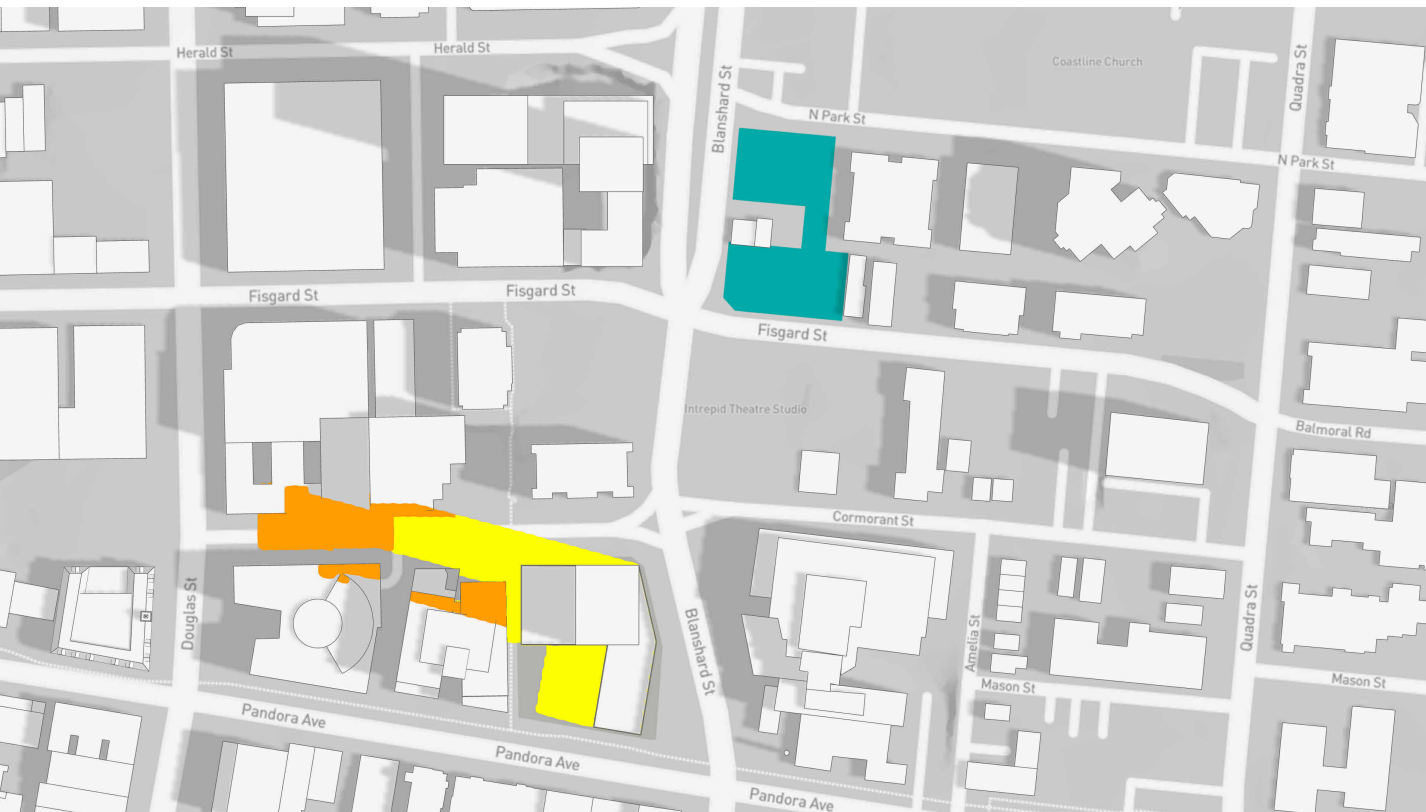 Herald St
Herald St
Blanshard St
Coastline Church
Quadra St
N Park St
N Park St
Fisgard St
Fisgard St
Fisgard St
Intrepid Theatre Studio
Balmoral Rd
Cormorant St
Douglas St
Blanshard St
Amelia St
Quadra St
Mason St
Mason St
Pandora Ave
Pandora Ave
Pandora Ave